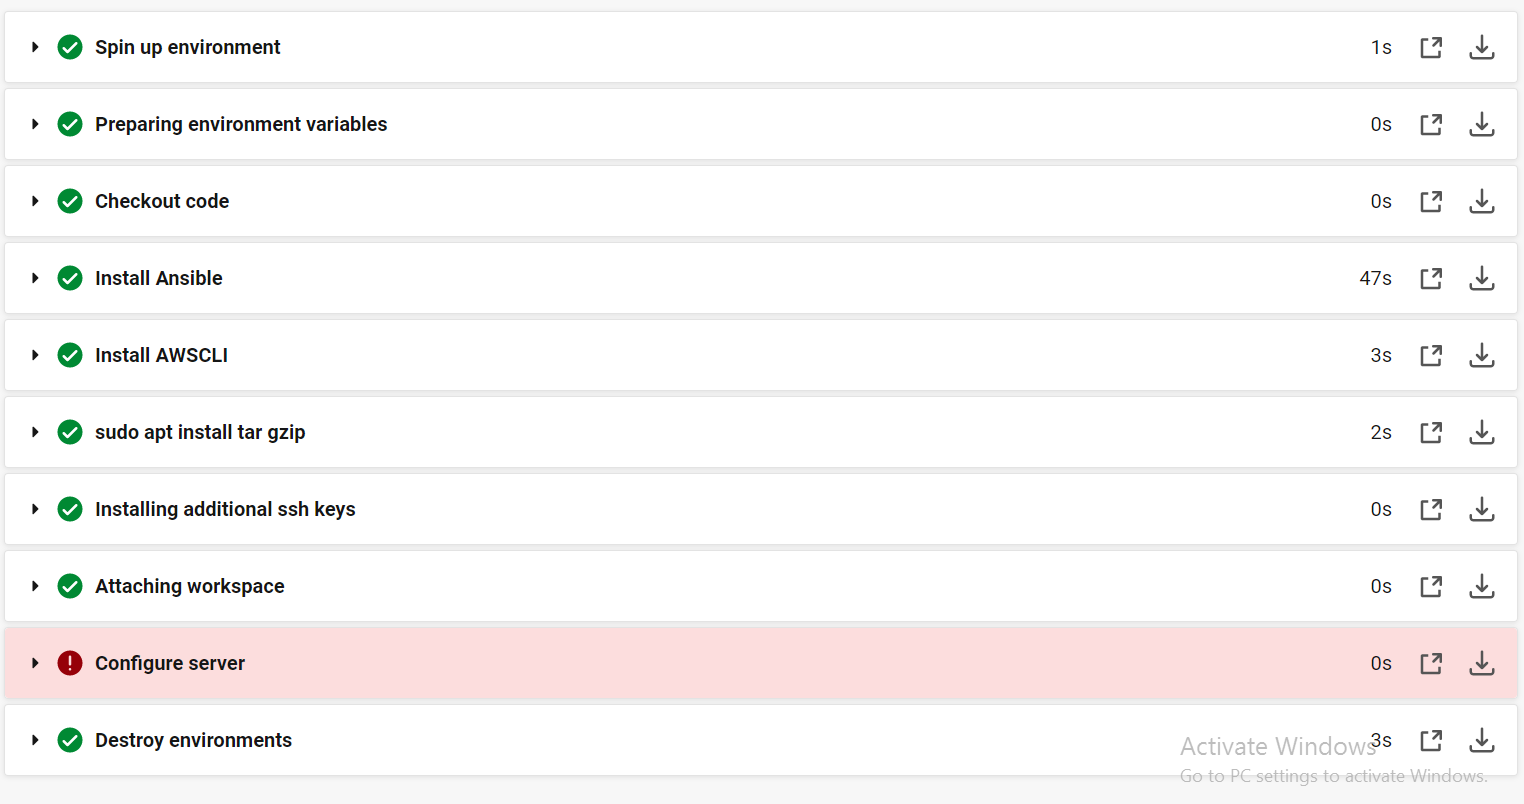 Spin up environment 1s
Preparing environment variables 0s
Checkout code 0s
Install Ansible 47s
Install AWSCLI 3s
sudo apt install tar gzip 2s
Installing additional ssh keys 0s
Attaching workspace 0s
Configure server 0s
Destroy environments 3s
Activate Windows
Go to PC settings to activate Windows.